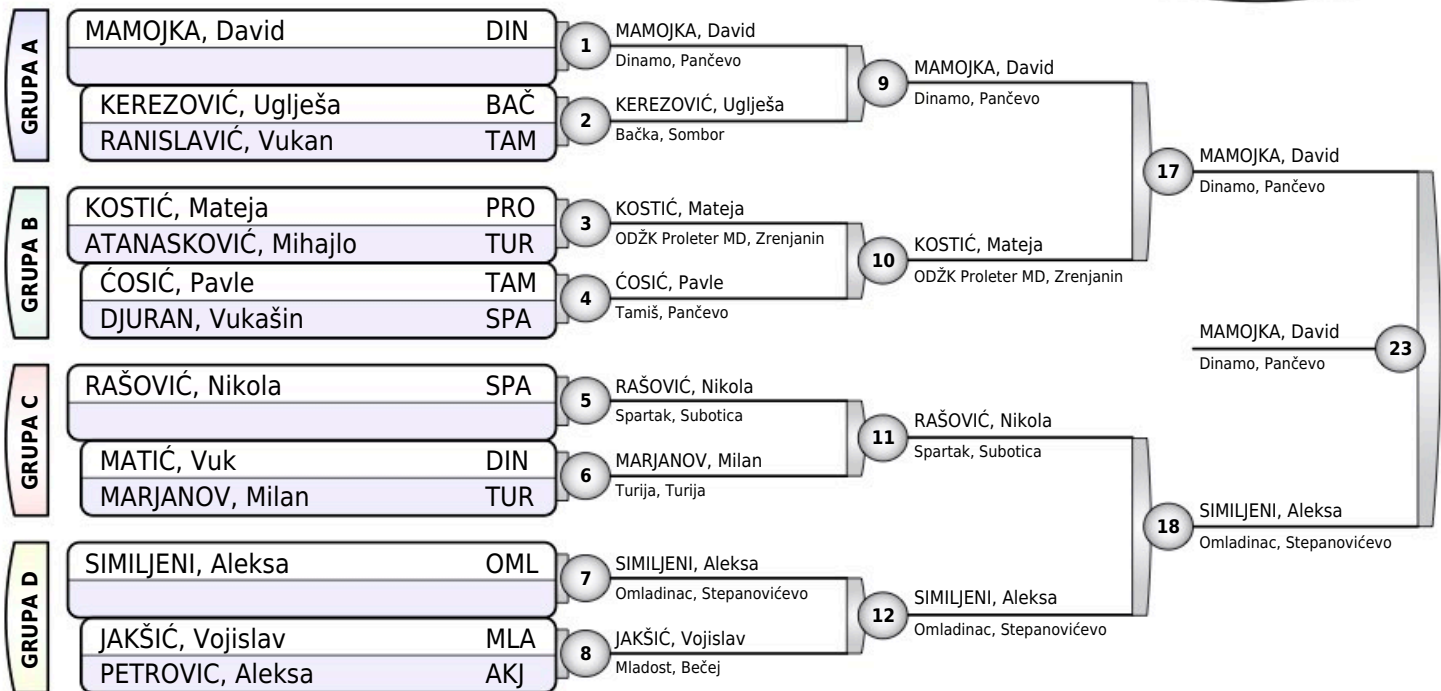 GRUPA A
MAMOJKA, David DIN
KEREZOVIĆ, Uglješa BAČ
RANISLAVIĆ, Vukan TAM
1
MAMOJKA, David
Dinamo, Pančevo
2
KEREZOVIĆ, Uglješa
Bačka, Sombor
9
MAMOJKA, David
Dinamo, Pančevo
GRUPA B
KOSTIĆ, Mateja PRO
ATANASKOVIĆ, Mihajlo TUR
ĆOSIĆ, Pavle TAM
DJURAN, Vukašin SPA
3
KOSTIĆ, Mateja
ODŽK Proleter MD, Zrenjanin
4
ĆOSIĆ, Pavle
Tamiš, Pančevo
10
KOSTIĆ, Mateja
ODŽK Proleter MD, Zrenjanin
17
MAMOJKA, David
Dinamo, Pančevo
GRUPA C
RAŠOVIĆ, Nikola SPA
MATIĆ, Vuk DIN
MARJANOV, Milan TUR
5
RAŠOVIĆ, Nikola
Spartak, Subotica
6
MARJANOV, Milan
Turija, Turija
11
RAŠOVIĆ, Nikola
Spartak, Subotica
GRUPA D
SIMILJENI, Aleksa OML
JAKŠIĆ, Vojislav MLA
PETROVIC, Aleksa AKJ
7
SIMILJENI, Aleksa
Omladinac, Stepanovićevo
8
JAKŠIĆ, Vojislav
Mladost, Bečej
12
SIMILJENI, Aleksa
Omladinac, Stepanovićevo
18
SIMILJENI, Aleksa
Omladinac, Stepanovićevo
MAMOJKA, David
Dinamo, Pančevo
23